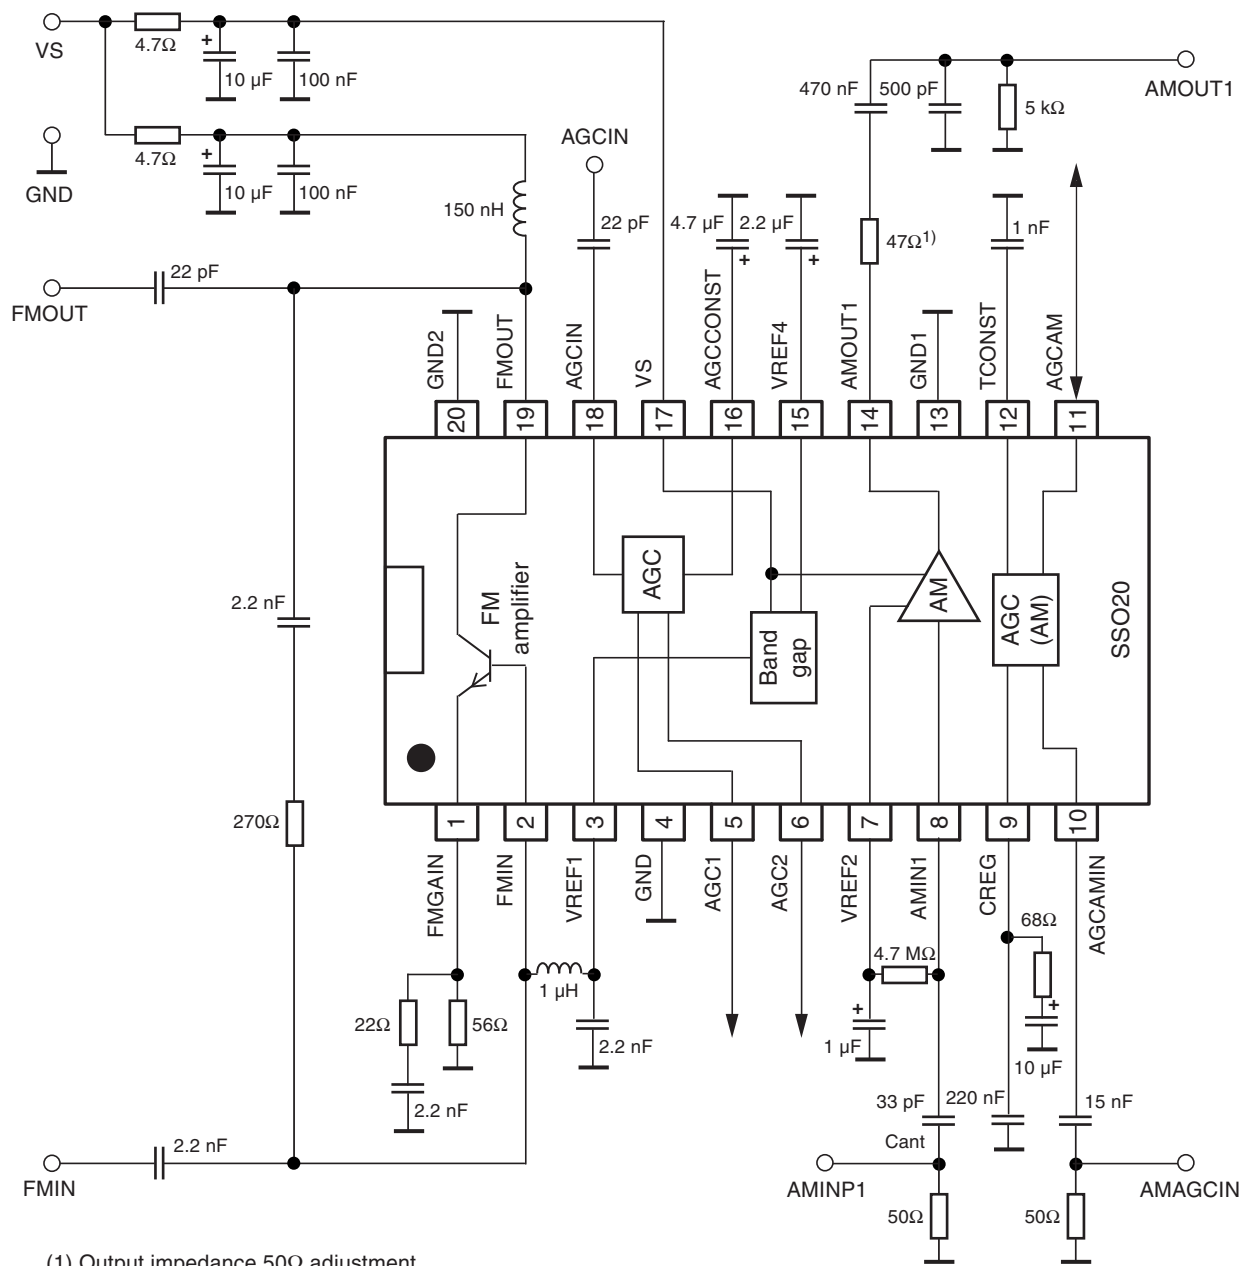 VS
4.7Ω
+
10 µF
100 nF
470 nF
500 pF
5 kΩ
AMOUT1
GND
4.7Ω
+
10 µF
100 nF
AGCIN
150 nH
22 pF
4.7 µF
+
2.2 µF
+
47Ω1)
1 nF
22 pF
FMOUT
GND2
FMOUT
AGCIN
VS
AGCCONST
VREF4
AMOUT1
GND1
TCONST
AGCAM
20
19
18
17
16
15
14
13
12
11
FM
amplifier
AGC
Band
gap
AM
AGC
(AM)
SSO20
2.2 nF
270Ω
1
2
3
4
5
6
7
8
9
10
FMGAIN
FMIN
VREF1
GND
AGC1
AGC2
VREF2
AMIN1
CREG
AGCAMIN
22Ω
56Ω
2.2 nF
1 µH
2.2 nF
4.7 MΩ
+
1 µF
68Ω
+
10 µF
33 pF
Cant
220 nF
15 nF
2.2 nF
FMIN
AMINP1
AMAGCIN
50Ω
50Ω
(1) Output impedance 50Ω adjustment